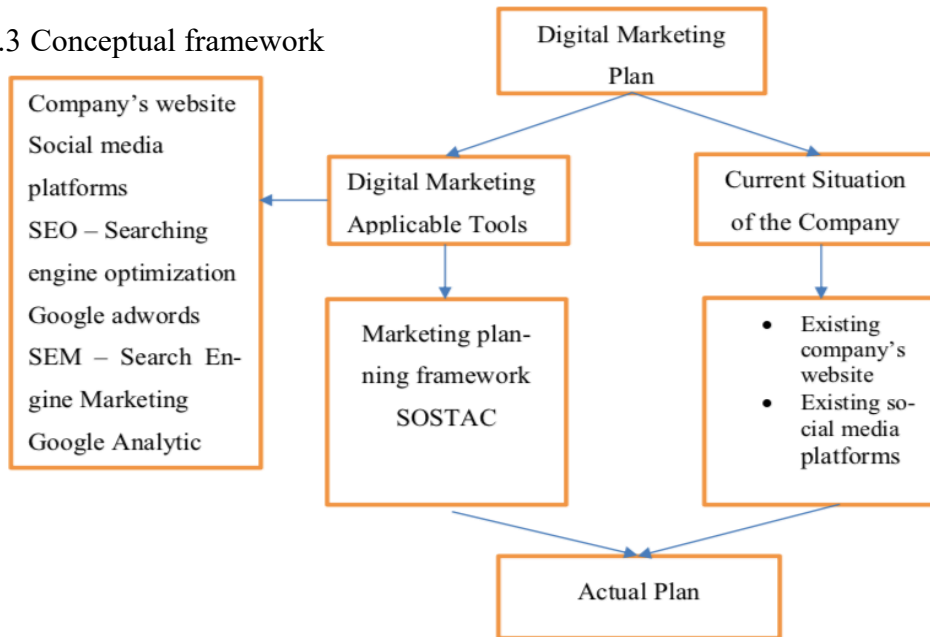 .3 Conceptual framework
Digital Marketing
Plan
Company’s website
Social media
platforms
SEO – Searching
engine optimization
Google adwords
SEM – Search En-
gine Marketing
Google Analytic
Digital Marketing
Applicable Tools
Current Situation
of the Company
Marketing plan-
ning framework
SOSTAC
• Existing
company’s
website
• Existing so-
cial media
platforms
Actual Plan